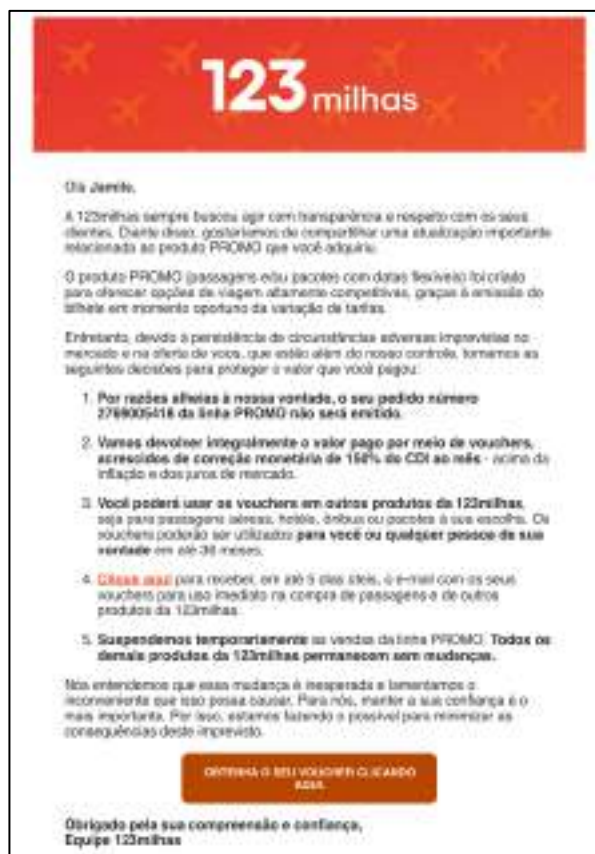 123 milhas
Olá Jamile,
A 123milhas sempre buscou agir com transparência e respeito com os seus
clientes. Diante disso, gostaríamos de compartilhar uma atualização importante
relacionada ao produto PROMO que você adquiriu.
O produto PROMO (passagens e/ou pacotes com datas flexíveis) foi criado
para oferecer opções de viagem altamente competitivas, graças à emissão do
bilhete em momento oportuno da variação de tarifas.
Entretanto, devido à persistência de circunstâncias adversas imprevistas no
mercado e na oferta de voos, que estão além do nosso controle, tomamos as
seguintes decisões para proteger o valor que você pagou:
1. Por razões alheias à nossa vontade, o seu pedido número
2769005418 da linha PROMO não será emitido.
2. Vamos devolver integralmente o valor pago por meio de vouchers,
acrescidos de correção monetária de 150% do CDI ao mês - acima da
inflação e dos juros de mercado.
3. Você poderá usar os vouchers em outros produtos da 123milhas,
seja para passagens aéreas, hotéis, ônibus ou pacotes à sua escolha. Os
vouchers poderão ser utilizados para você ou qualquer pessoa de sua
vontade em até 36 meses.
4. Clique aqui para receber, em até 5 dias úteis, o e-mail com os seus
vouchers para uso imediato na compra de passagens e de outros
produtos da 123milhas.
5. Suspendemos temporariamente as vendas da linha PROMO. Todos os
demais produtos da 123milhas permanecem sem mudanças.
Nós entendemos que essa mudança é inesperada e lamentamos o
inconveniente que isso possa causar. Para nós, manter a sua confiança é o
mais importante. Por isso, estamos fazendo o possível para minimizar as
consequências deste imprevisto.
OBTENHA O SEU VOUCHER CLICANDO
AQUI.
Obrigado pela sua compreensão e confiança,
Equipe 123milhas